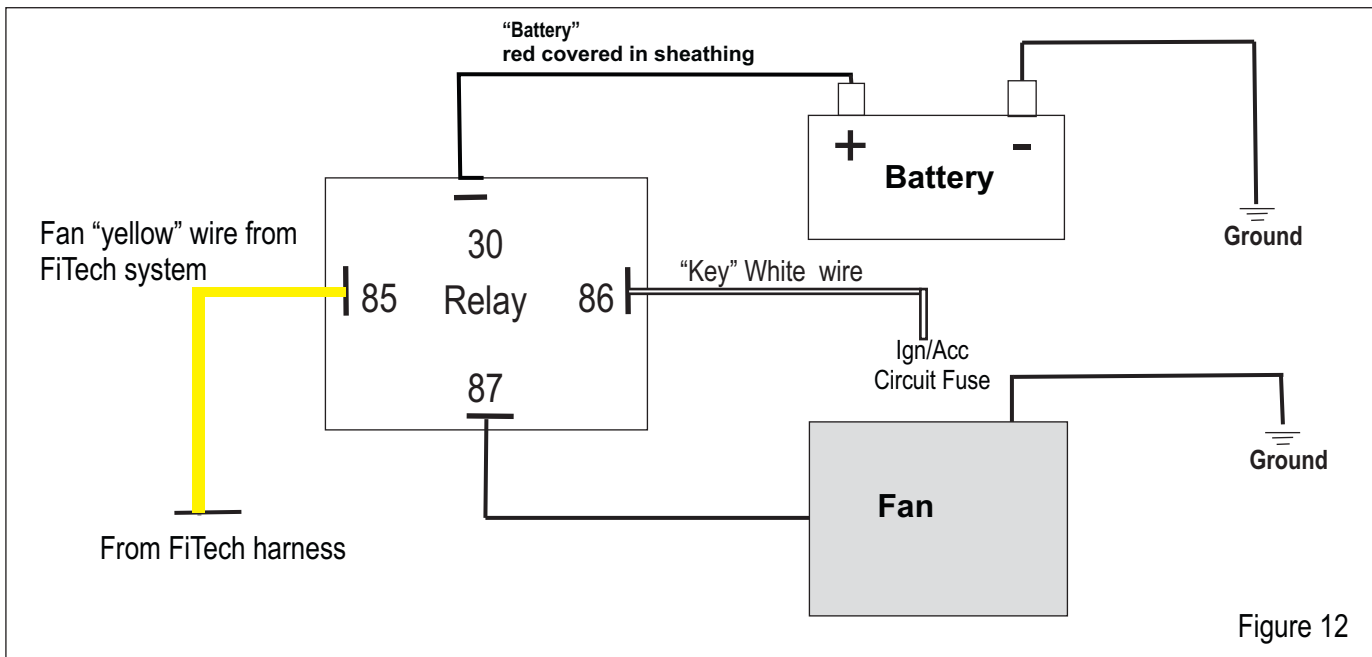 “Battery”
red covered in sheathing
+
-
Battery
Ground
Fan “yellow” wire from
FiTech system
30
85
Relay
86
87
“Key” White wire
Ign/Acc
Circuit Fuse
Ground
Fan
From FiTech harness
Figure 12